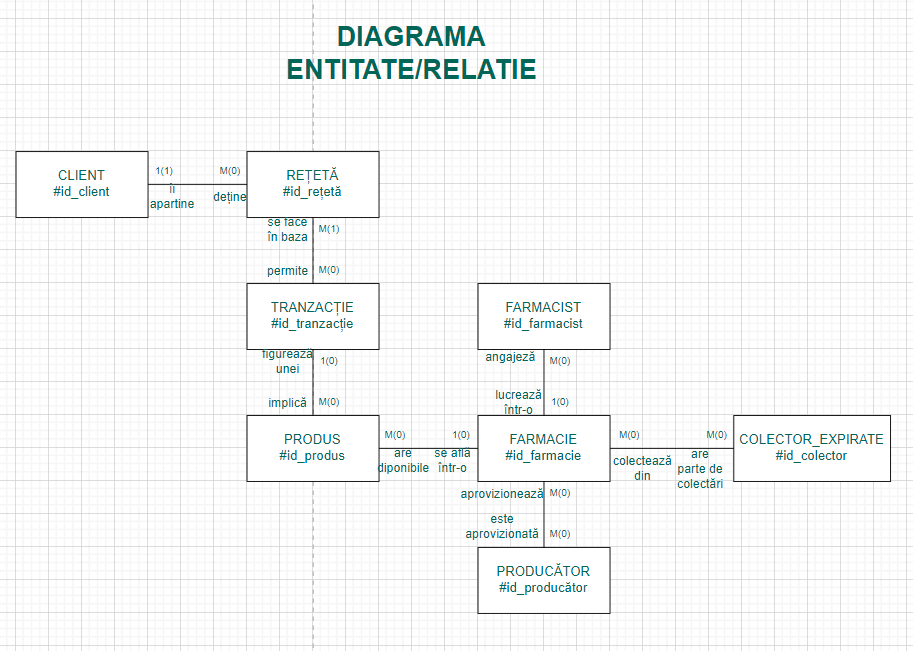 DIAGRAMA
ENTITATE/RELATIE
CLIENT
#id_client
1(1)
M(0)
îi
apartine
deține
REȚETĂ
#id_rețetă
se face
în baza
M(1)
permite
M(0)
TRANZACȚIE
#id_tranzacție
figurează
unei
1(0)
implică
M(0)
FARMACIST
#id_farmacist
angajeză
M(0)
lucrează
într-o
1(0)
PRODUS
#id_produs
M(0)
1(0)
are
diponibile
se află
într-o
FARMACIE
#id_farmacie
M(0)
M(0)
colectează
din
are
parte de
colectări
COLECTOR_EXPIRATE
#id_colector
aprovizionează
M(0)
este
aprovizionată
M(0)
PRODUCĂTOR
#id_producător